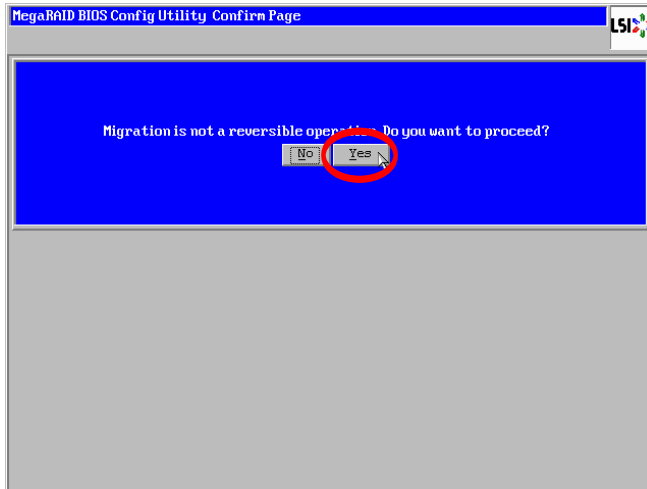 MegaRAID BIOS Config Utility Confirm Page
LSI
Migration is not a reversible operation. Do you want to proceed?
No
Yes